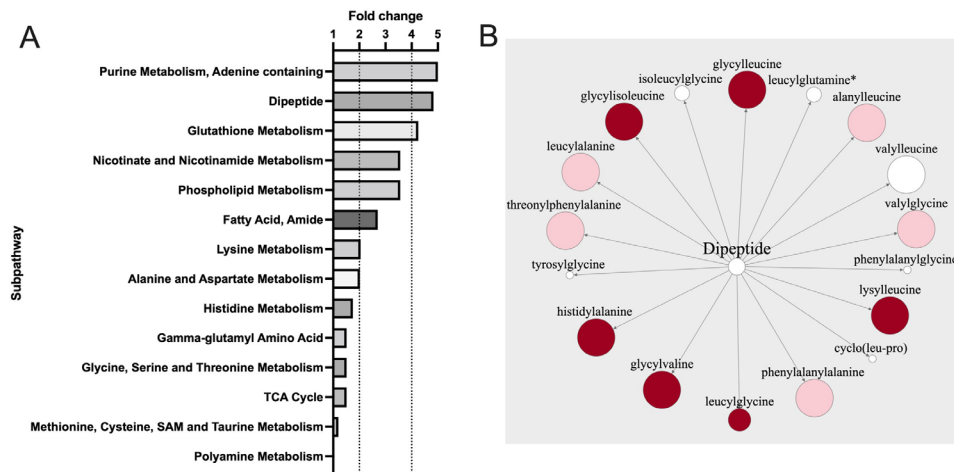 A
Fold change
1 2 3 4 5
Purine Metabolism, Adenine containing
Dipeptide
Glutathione Metabolism
Nicotinate and Nicotinamide Metabolism
Phospholipid Metabolism
Fatty Acid, Amide
Lysine Metabolism
Alanine and Aspartate Metabolism
Histidine Metabolism
Gamma-glutamyl Amino Acid
Glycine, Serine and Threonine Metabolism
TCA Cycle
Methionine, Cysteine, SAM and Taurine Metabolism
Polyamine Metabolism
Subpathway
B
glycylleucine
isoleucylglycine
leucylglutamine*
glycylisoleucine
alanylleucine
leucylalanine
valylleucine
threonylphenylalanine
valylglycine
Dipeptide
tyrosylglycine
phenylalanylglycine
lysylleucine
histidylalanine
cyclo(leu-pro)
glycylvaline
phenylalanylalanine
leucylglycine